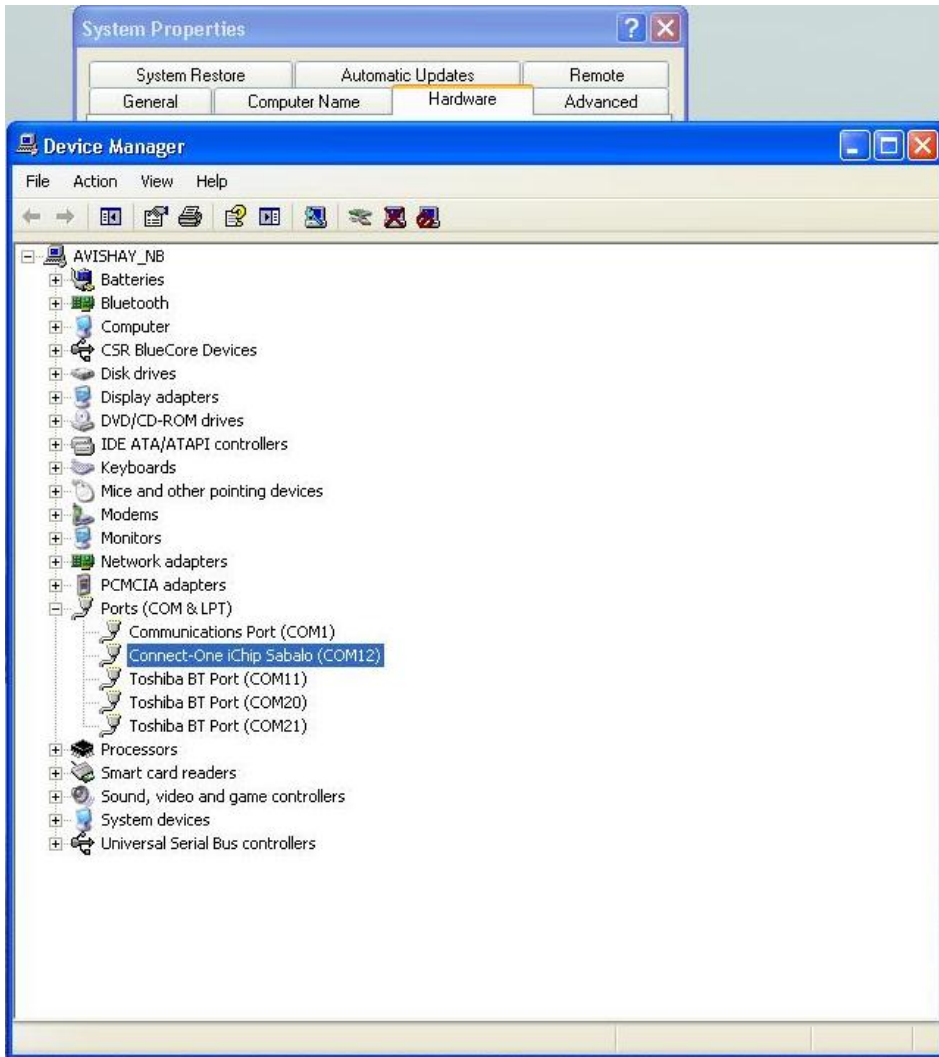 System Properties
System Restore Automatic Updates Remote
General Computer Name Hardware Advanced
Device Manager
File Action View Help
AVISHAY_NB
Batteries
Bluetooth
Computer
CSR BlueCore Devices
Disk drives
Display adapters
DVD/CD-ROM drives
IDE ATA/ATAPI controllers
Keyboards
Mice and other pointing devices
Modems
Monitors
Network adapters
PCMCIA adapters
Ports (COM & LPT)
Communications Port (COM1)
Connect-One iChip Sabalo (COM12)
Toshiba BT Port (COM11)
Toshiba BT Port (COM20)
Toshiba BT Port (COM21)
Processors
Smart card readers
Sound, video and game controllers
System devices
Universal Serial Bus controllers